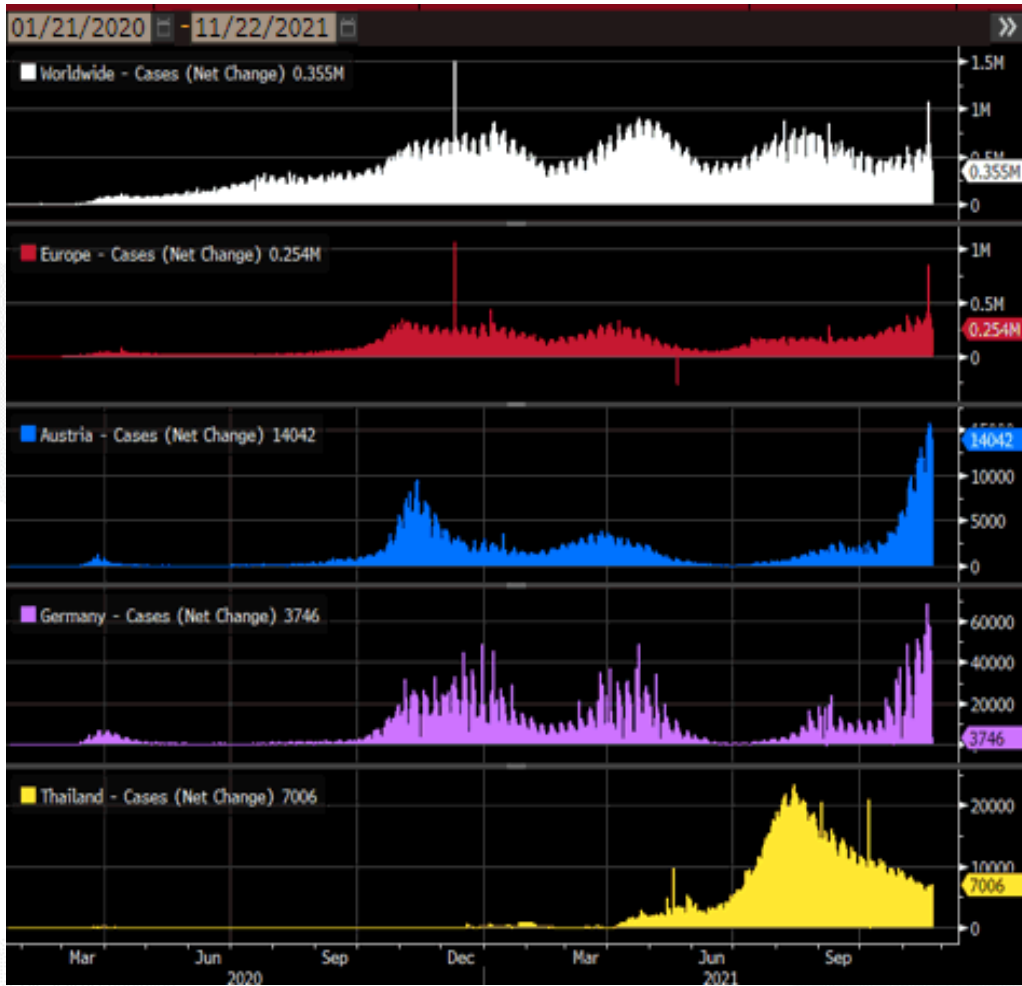 01/21/2020 - 11/22/2021 »
Worldwide - Cases (Net Change) 0.355M
1.5M
1M
0.5M
0.355M
0
Europe - Cases (Net Change) 0.254M
1M
0.5M
0.254M
0
Austria - Cases (Net Change) 14042
15000
14042
10000
5000
0
Germany - Cases (Net Change) 3746
60000
40000
20000
3746
Thailand - Cases (Net Change) 7006
20000
10000
7006
0
Mar Jun Sep Dec Mar Jun Sep
2020 2021